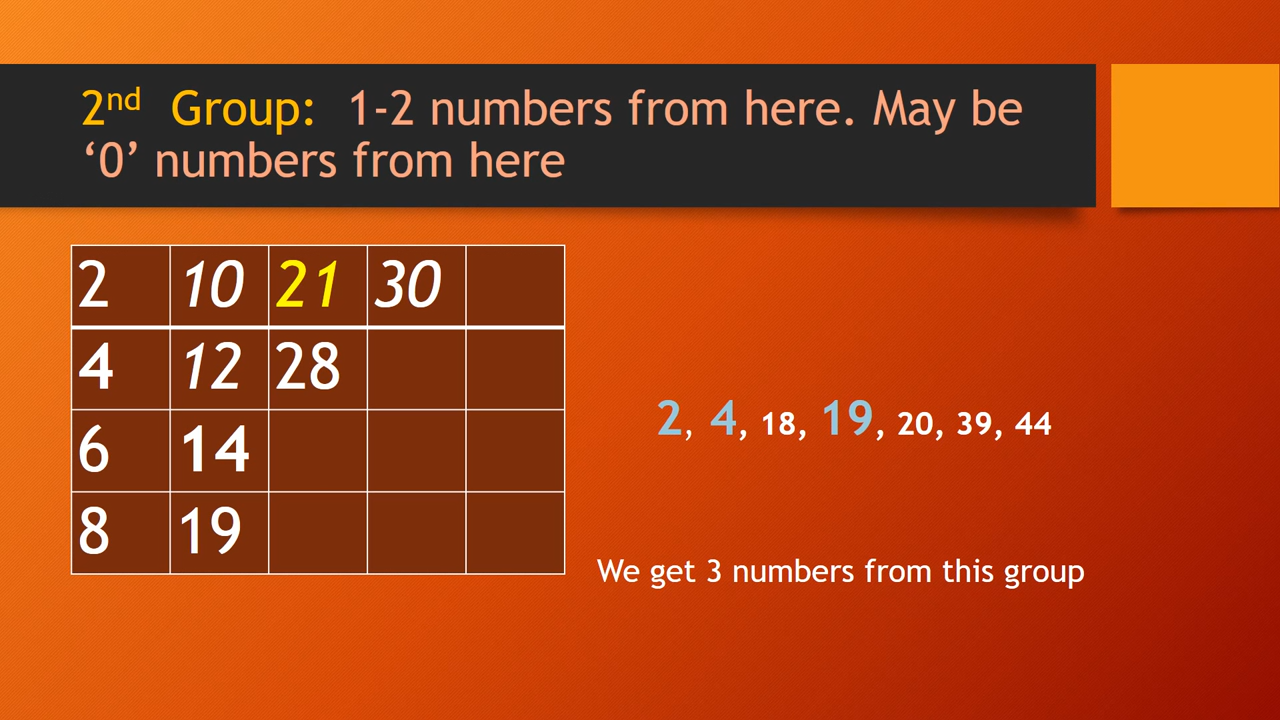 2nd Group: 1-2 numbers from here. May be
‘0’ numbers from here
2 10 21 30
4 12 28
6 14
8 19
2, 4, 18, 19, 20, 39, 44
We get 3 numbers from this group